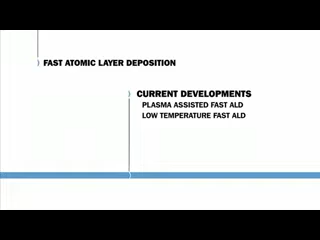 FAST ATOMIC LAYER DEPOSITION
CURRENT DEVELOPMENTS
PLASMA ASSISTED FAST ALD
LOW TEMPERATURE FAST ALD